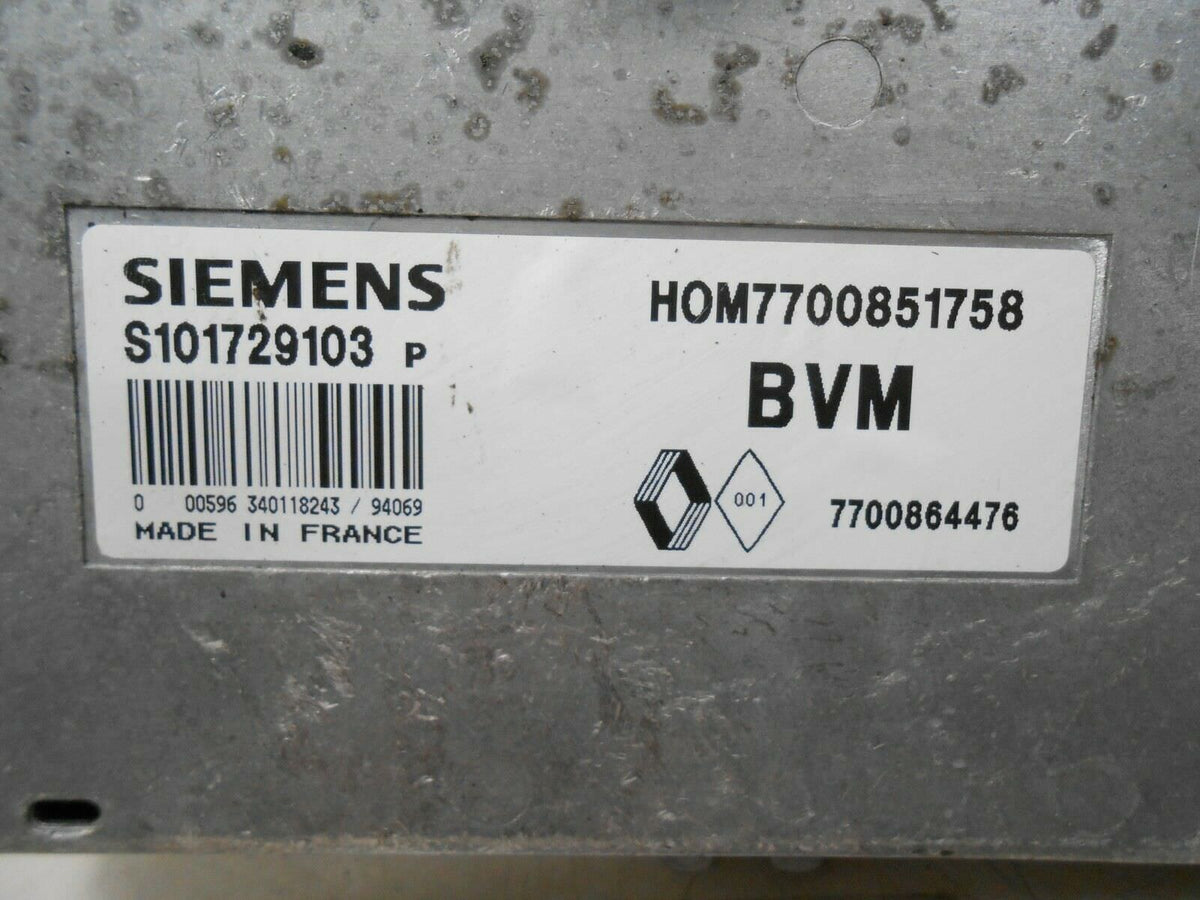 SIEMENS
S101729103 P
0 00596 340118243 / 94069
MADE IN FRANCE
HOM7700851758
BVM
001
7700864476